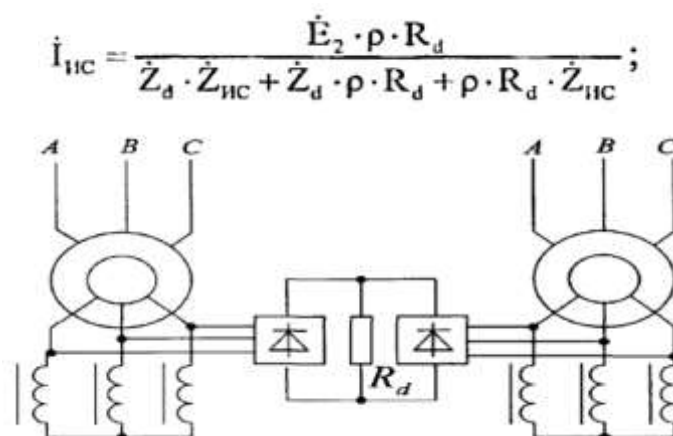 İ_ИС = Ė₂ · ρ · R_d / (Ż_d · Ż_ИС + Ż_d · ρ · R_d + ρ · R_d · Ż_ИС) ;
A B C A B C
R_d